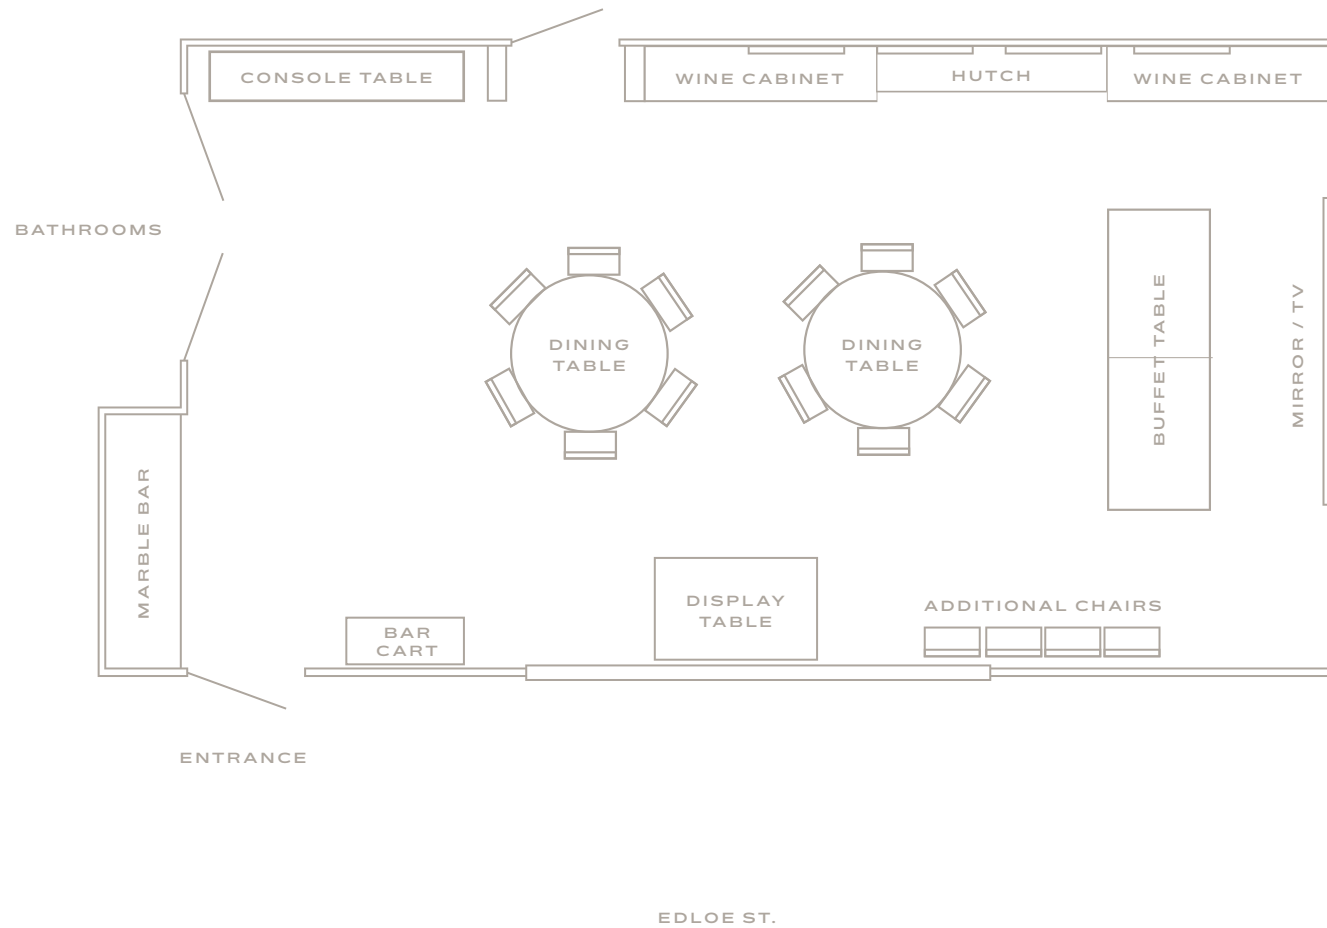 CONSOLE TABLE
WINE CABINET
HUTCH
WINE CABINET
BATHROOMS
DINING
TABLE
DINING
TABLE
BUFFET TABLE
MIRROR / TV
MARBLE BAR
BAR
CART
DISPLAY
TABLE
ADDITIONAL CHAIRS
ENTRANCE
EDLOE ST.